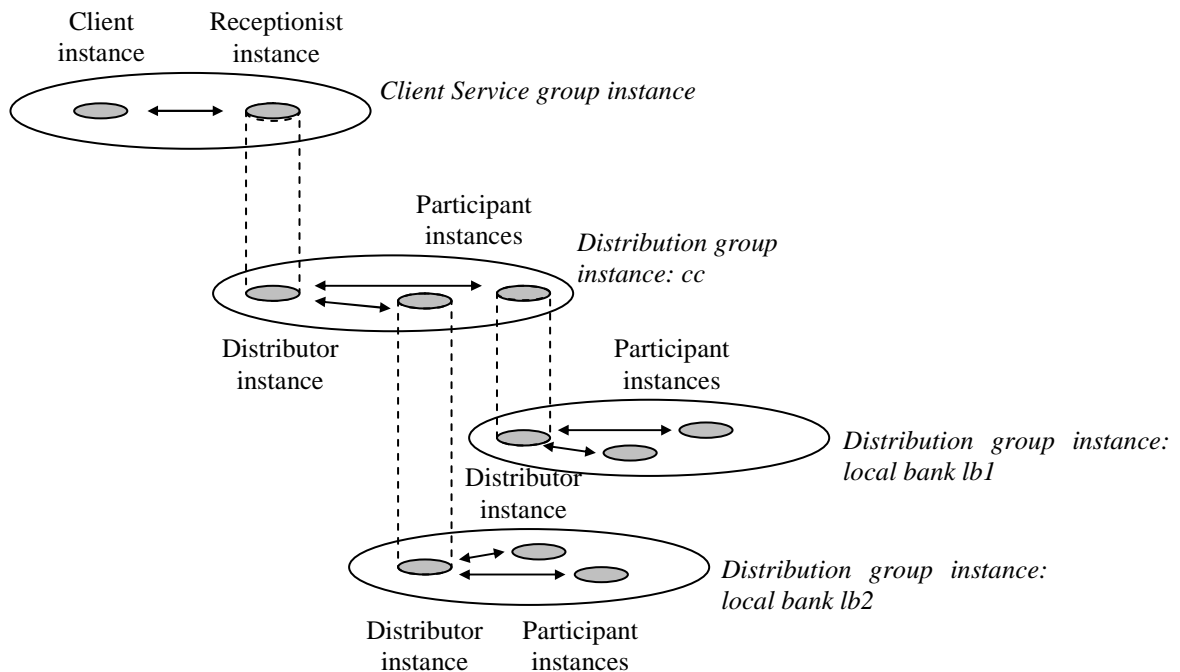 Client
instance
Receptionist
instance
Client Service group instance
Participant
instances
Distribution group
instance: cc
Distributor
instance
Participant
instances
Distribution group instance:
local bank lb1
Distributor
instance
Distribution group instance:
local bank lb2
Distributor
instance
Participant
instances